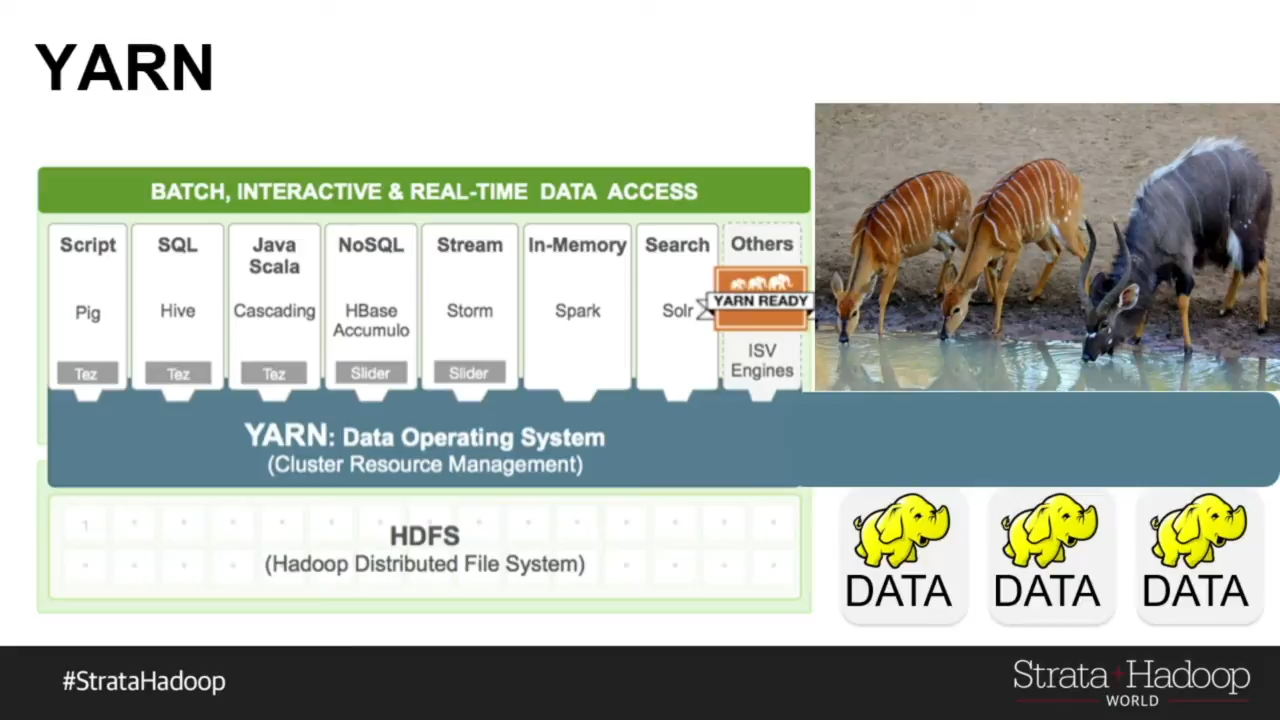 YARN
BATCH, INTERACTIVE & REAL-TIME DATA ACCESS
Script
Pig
Tez
SQL
Hive
Tez
Java
Scala
Cascading
Tez
NoSQL
HBase
Accumulo
Slider
Stream
Storm
Slider
In-Memory
Spark
Search
Solr
Others
YARN READY
ISV
Engines
YARN: Data Operating System
(Cluster Resource Management)
1
HDFS
(Hadoop Distributed File System)
DATA
DATA
DATA
#StrataHadoop
Strata+Hadoop
WORLD